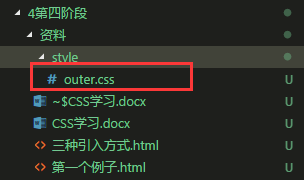 4第四阶段
资料
style
# outer.css U
~$CSS学习.docx U
CSS学习.docx U
<> 三种引入方式.html U
<> 第一个例子.html U